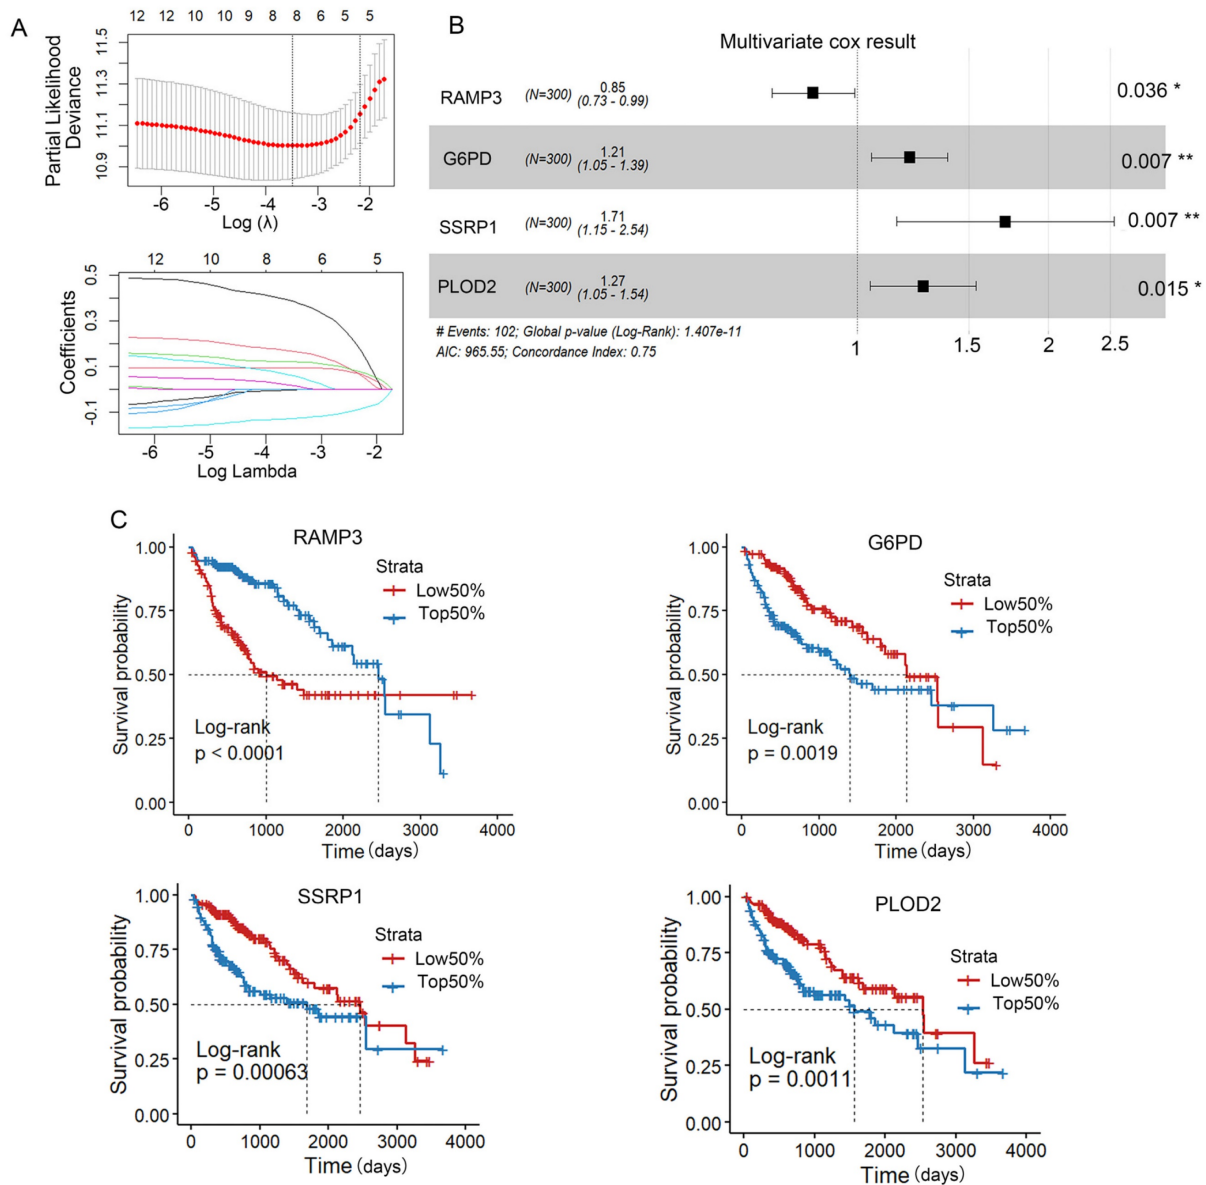 A
12 12 10 10 9 8 8 6 5 5
Partial Likelihood
Deviance
11.5
11.3
11.1
10.9
-6 -5 -4 -3 -2
Log (λ)
12 10 9 7 6 4
Coefficients
0.5
0.3
0.1
-0.1
-6 -5 -4 -3 -2
Log Lambda
B
Multivariate cox result
RAMP3 (N=300) 0.85 0.036 *
(0.73 - 0.99)
G6PD (N=300) 1.21 0.007 **
(1.05 - 1.39)
SSRP1 (N=300) 1.71 0.007 **
(1.15 - 2.54)
PLOD2 (N=300) 1.27 0.015 *
(1.05 - 1.54)
# Events: 102; Global p-value (Log-Rank): 1.407e-11
AIC: 965.55; Concordance Index: 0.75
1 1.5 2 2.5
C
RAMP3
Survival probability
1.00
0.75
0.50
0.25
0.00
Strata
Low50%
Top50%
Log-rank
p < 0.0001
0 1000 2000 3000 4000
Time (days)
G6PD
Survival probability
1.00
0.75
0.50
0.25
0.00
Strata
Low50%
Top50%
Log-rank
p = 0.0019
0 1000 2000 3000 4000
Time (days)
SSRP1
Survival probability
1.00
0.75
0.50
0.25
0.00
Strata
Low50%
Top50%
Log-rank
p = 0.00063
0 1000 2000 3000 4000
Time (days)
PLOD2
Survival probability
1.00
0.75
0.50
0.25
0.00
Strata
Low50%
Top50%
Log-rank
p = 0.0011
0 1000 2000 3000 4000
Time (days)